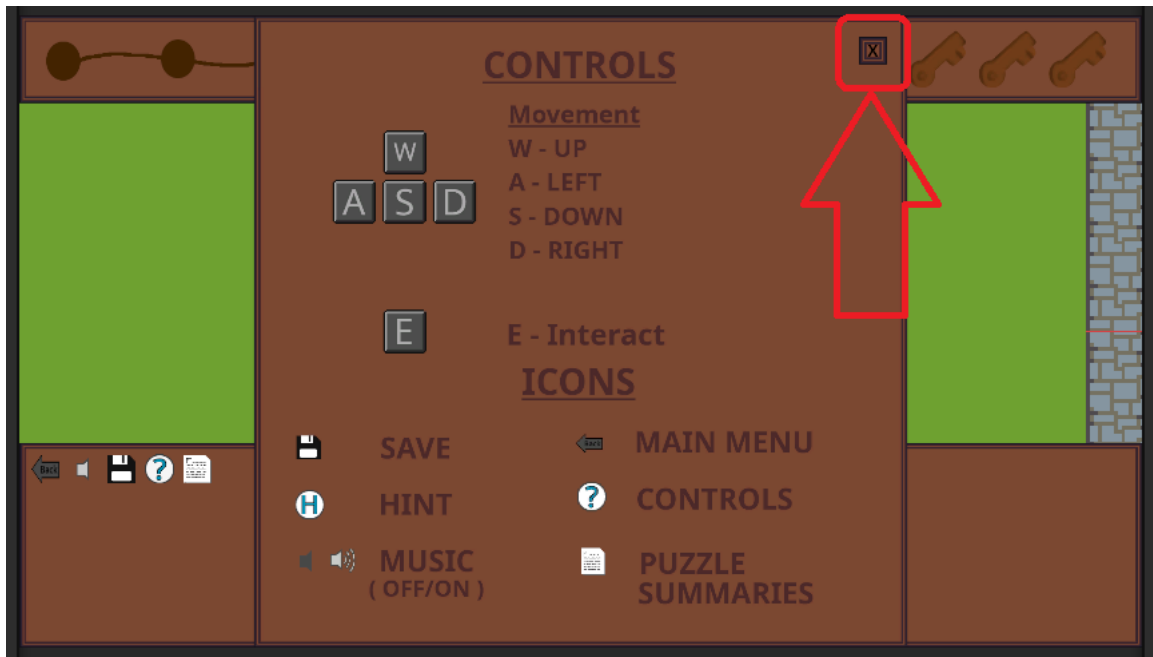 CONTROLS
X
Movement
W
W - UP
A - LEFT
A S D
S - DOWN
D - RIGHT
E
E - Interact
ICONS
SAVE
Back
MAIN MENU
Back
?
H
HINT
?
CONTROLS
MUSIC
( OFF/ON )
PUZZLE
SUMMARIES